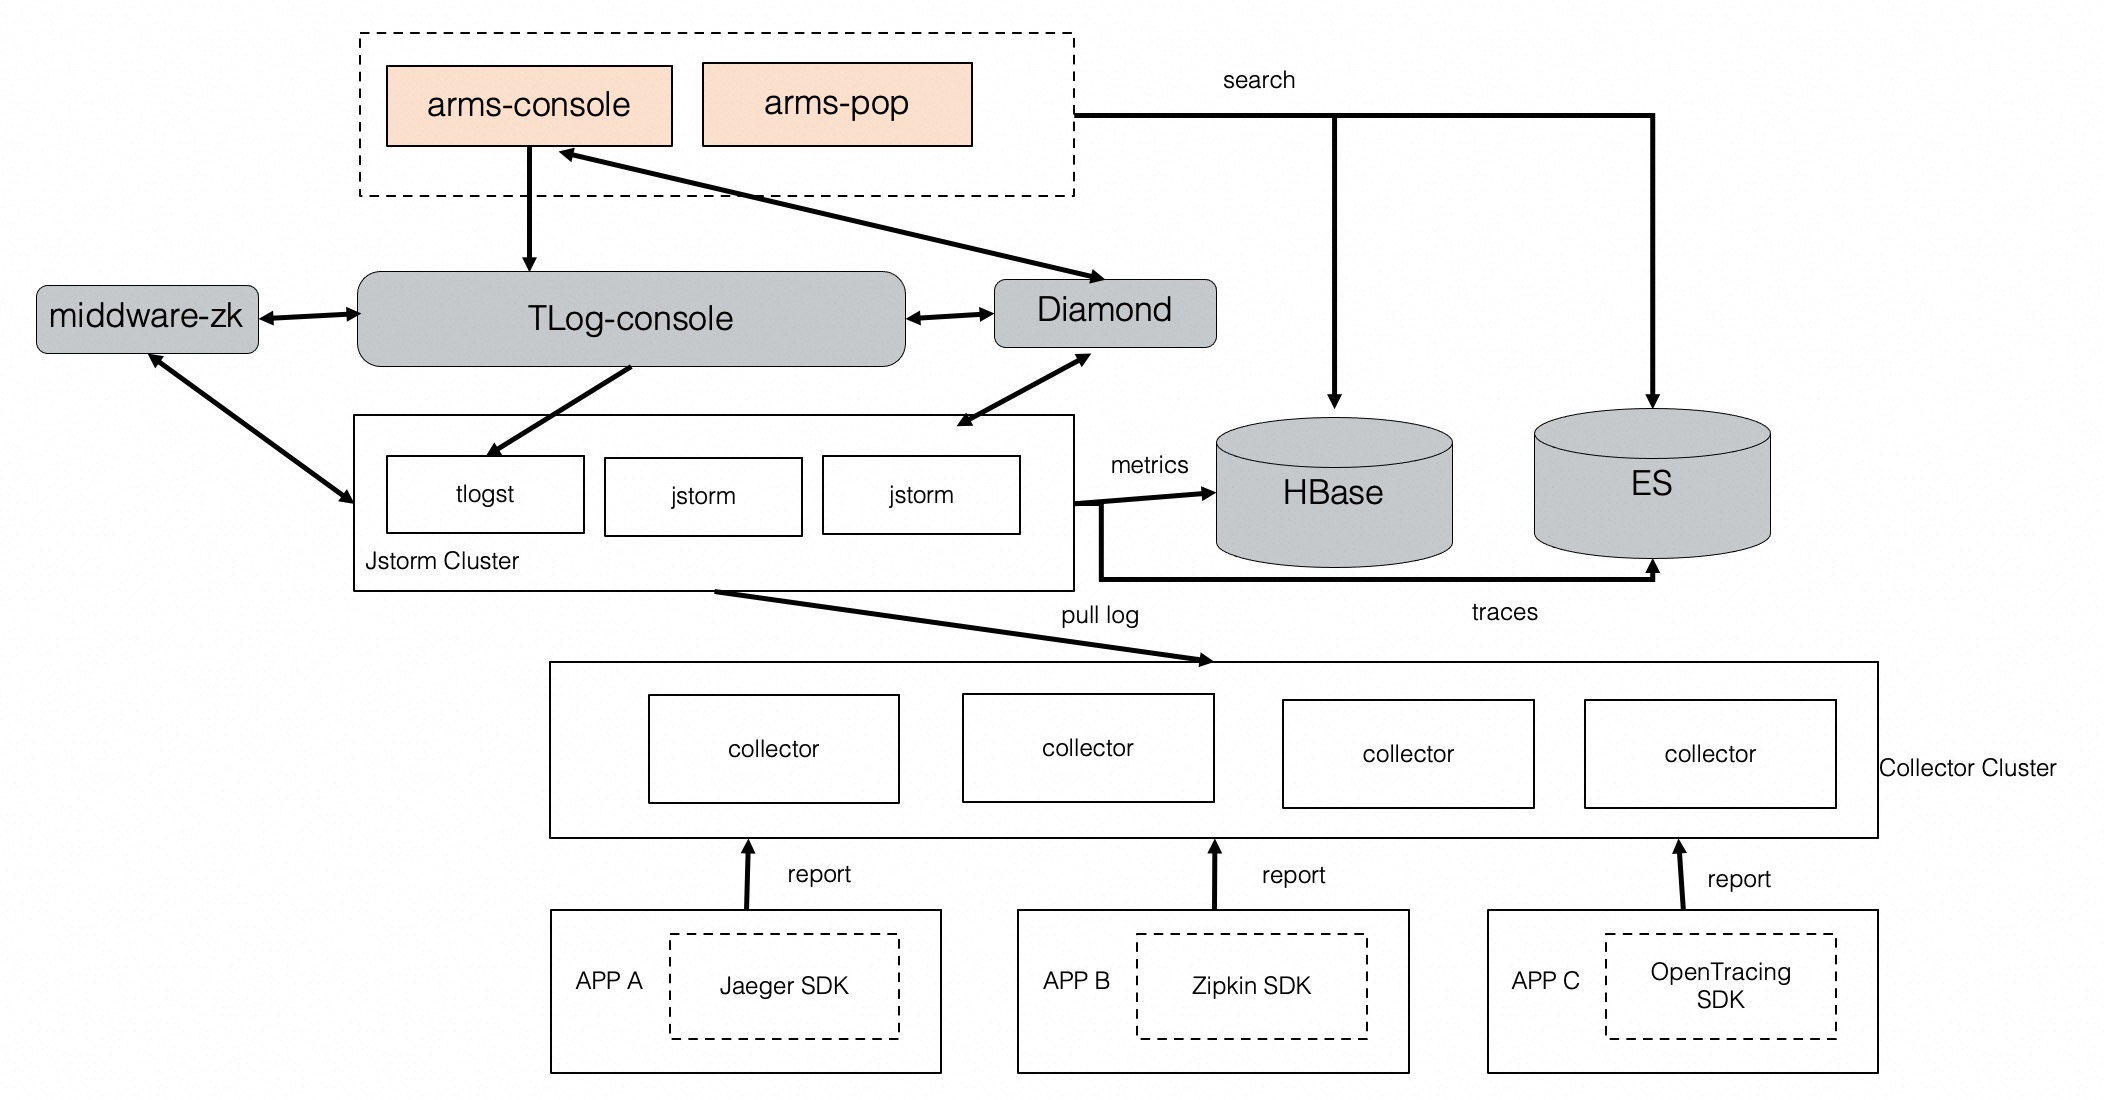 arms-console
arms-pop
search
middware-zk
TLog-console
Diamond
tlogst
jstorm
jstorm
Jstorm Cluster
metrics
HBase
ES
pull log
traces
collector
collector
collector
collector
Collector Cluster
report
report
report
APP A
Jaeger SDK
APP B
Zipkin SDK
APP C
OpenTracing
SDK